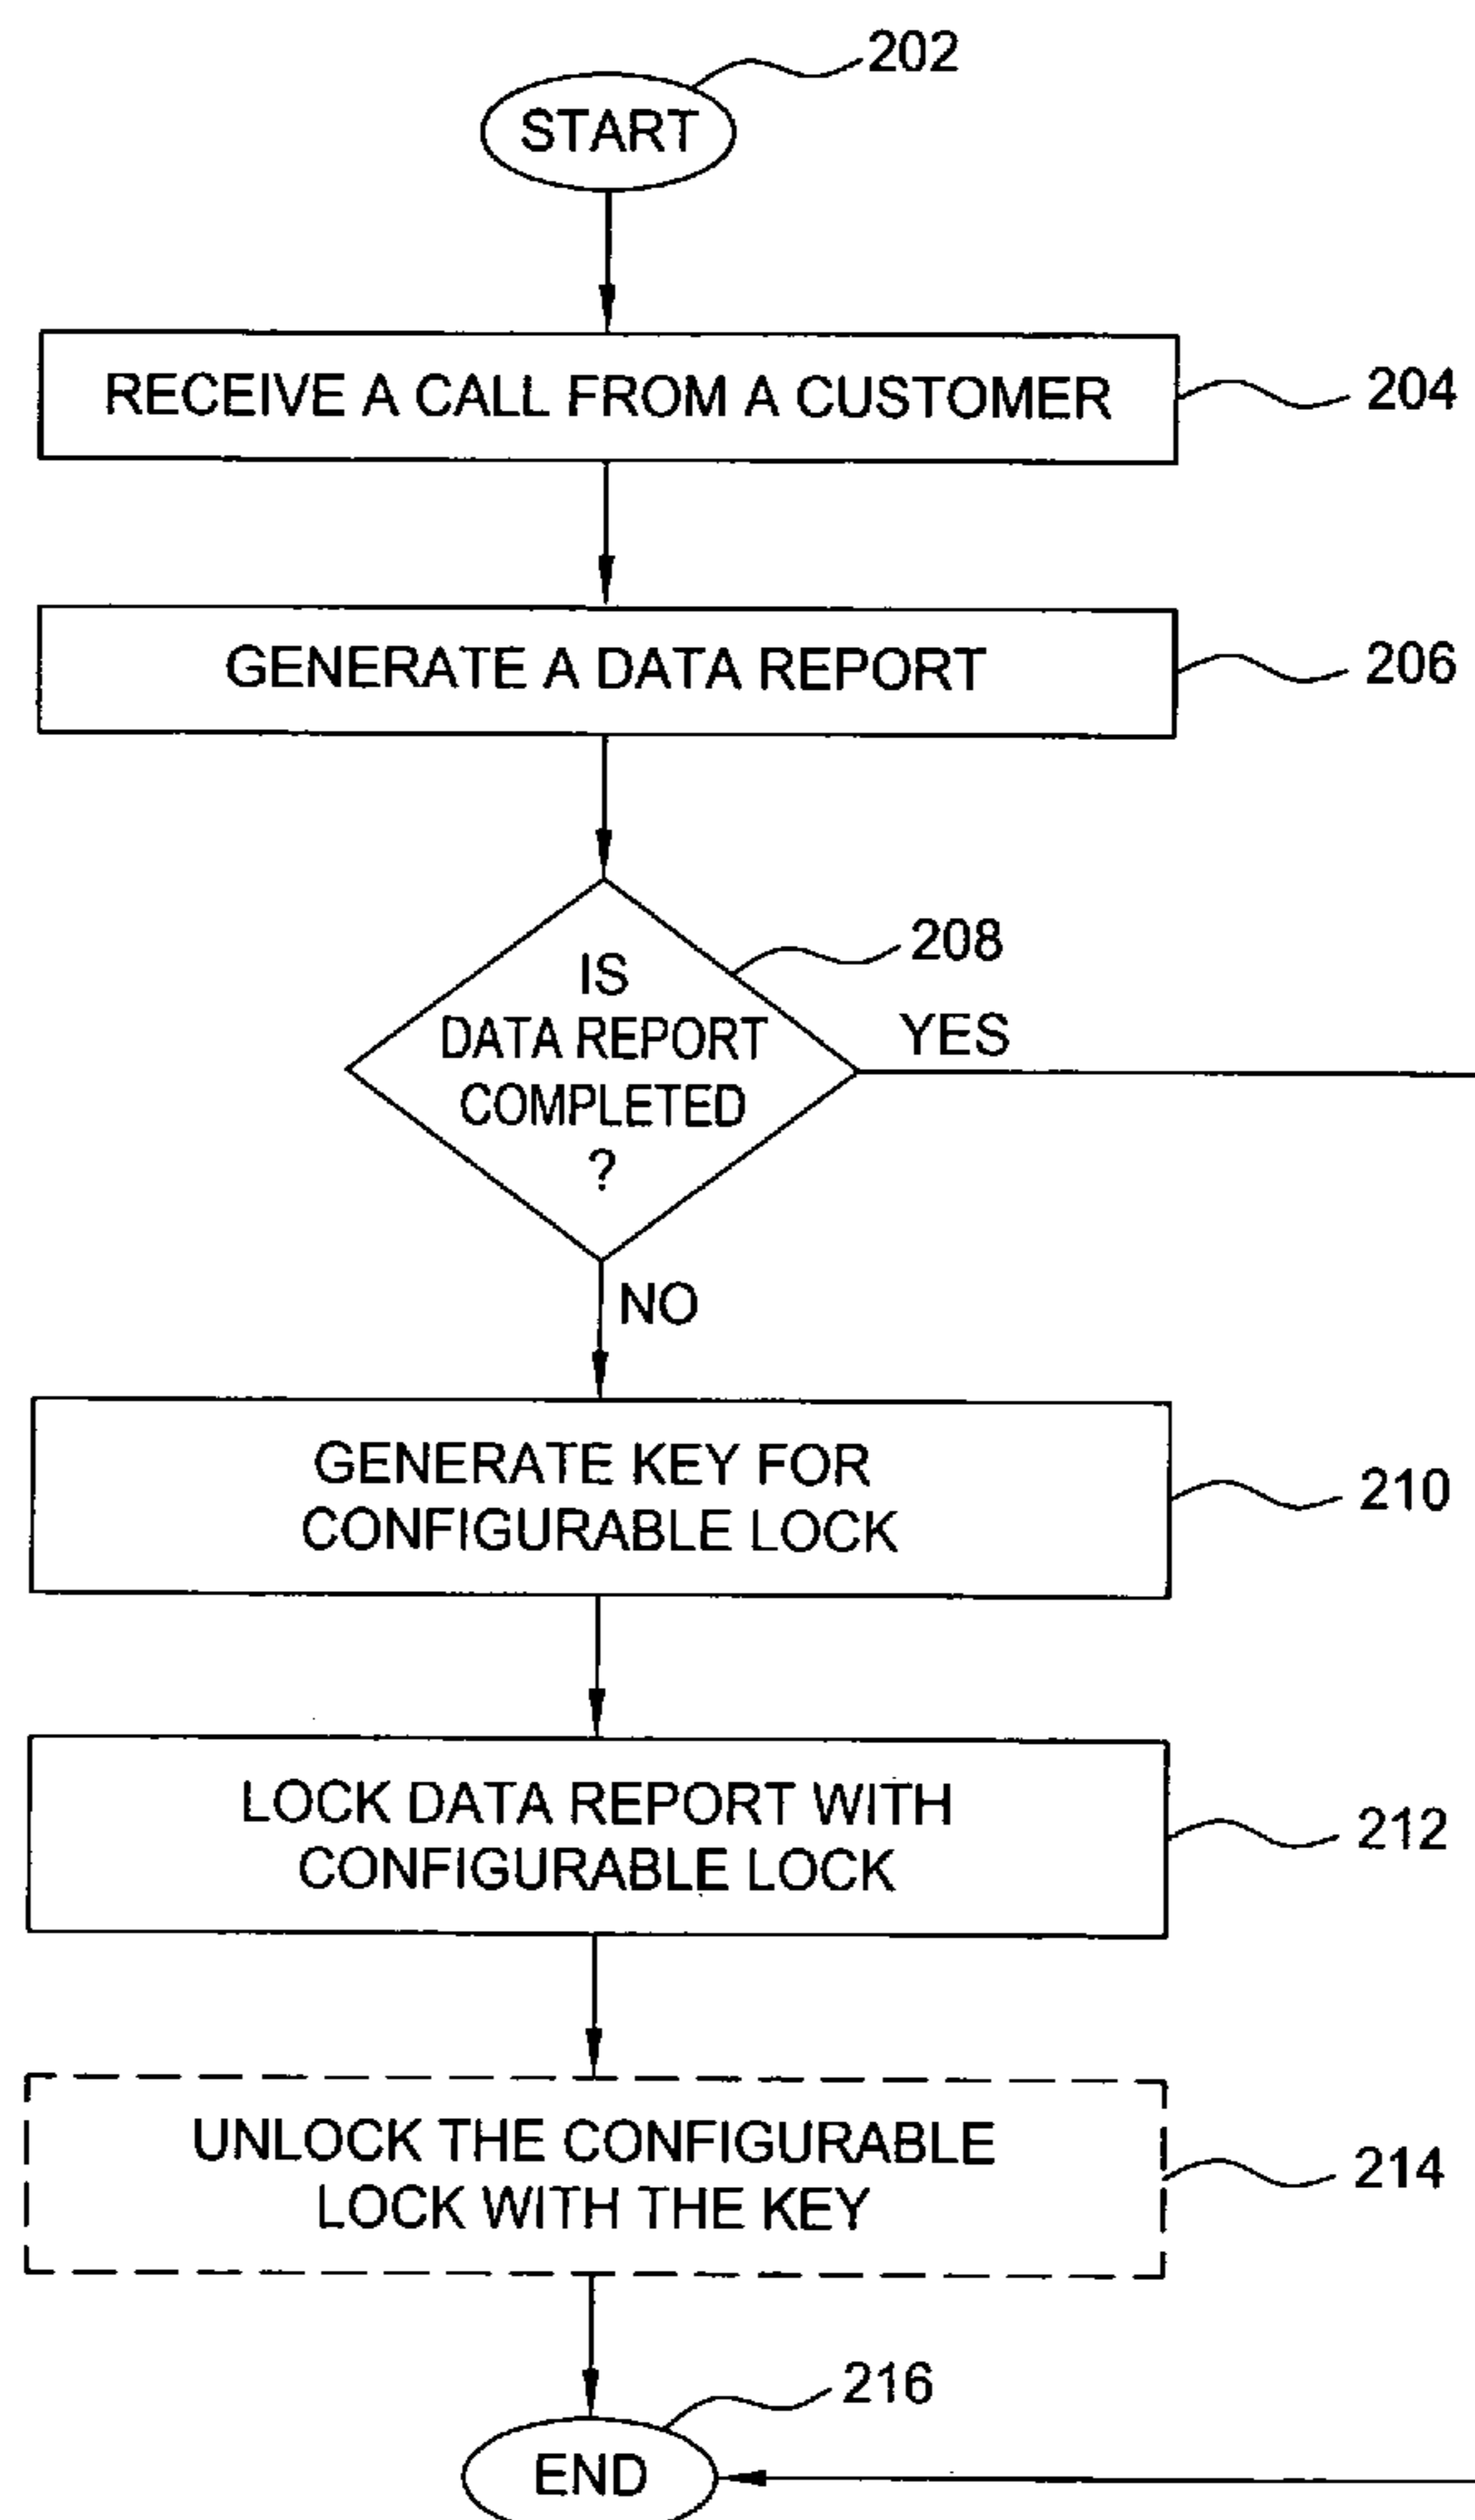 202
START
RECEIVE A CALL FROM A CUSTOMER
204
GENERATE A DATA REPORT
206
208
IS
DATA REPORT
COMPLETED
?
YES
NO
GENERATE KEY FOR
CONFIGURABLE LOCK
210
LOCK DATA REPORT WITH
CONFIGURABLE LOCK
212
UNLOCK THE CONFIGURABLE
LOCK WITH THE KEY
214
216
END